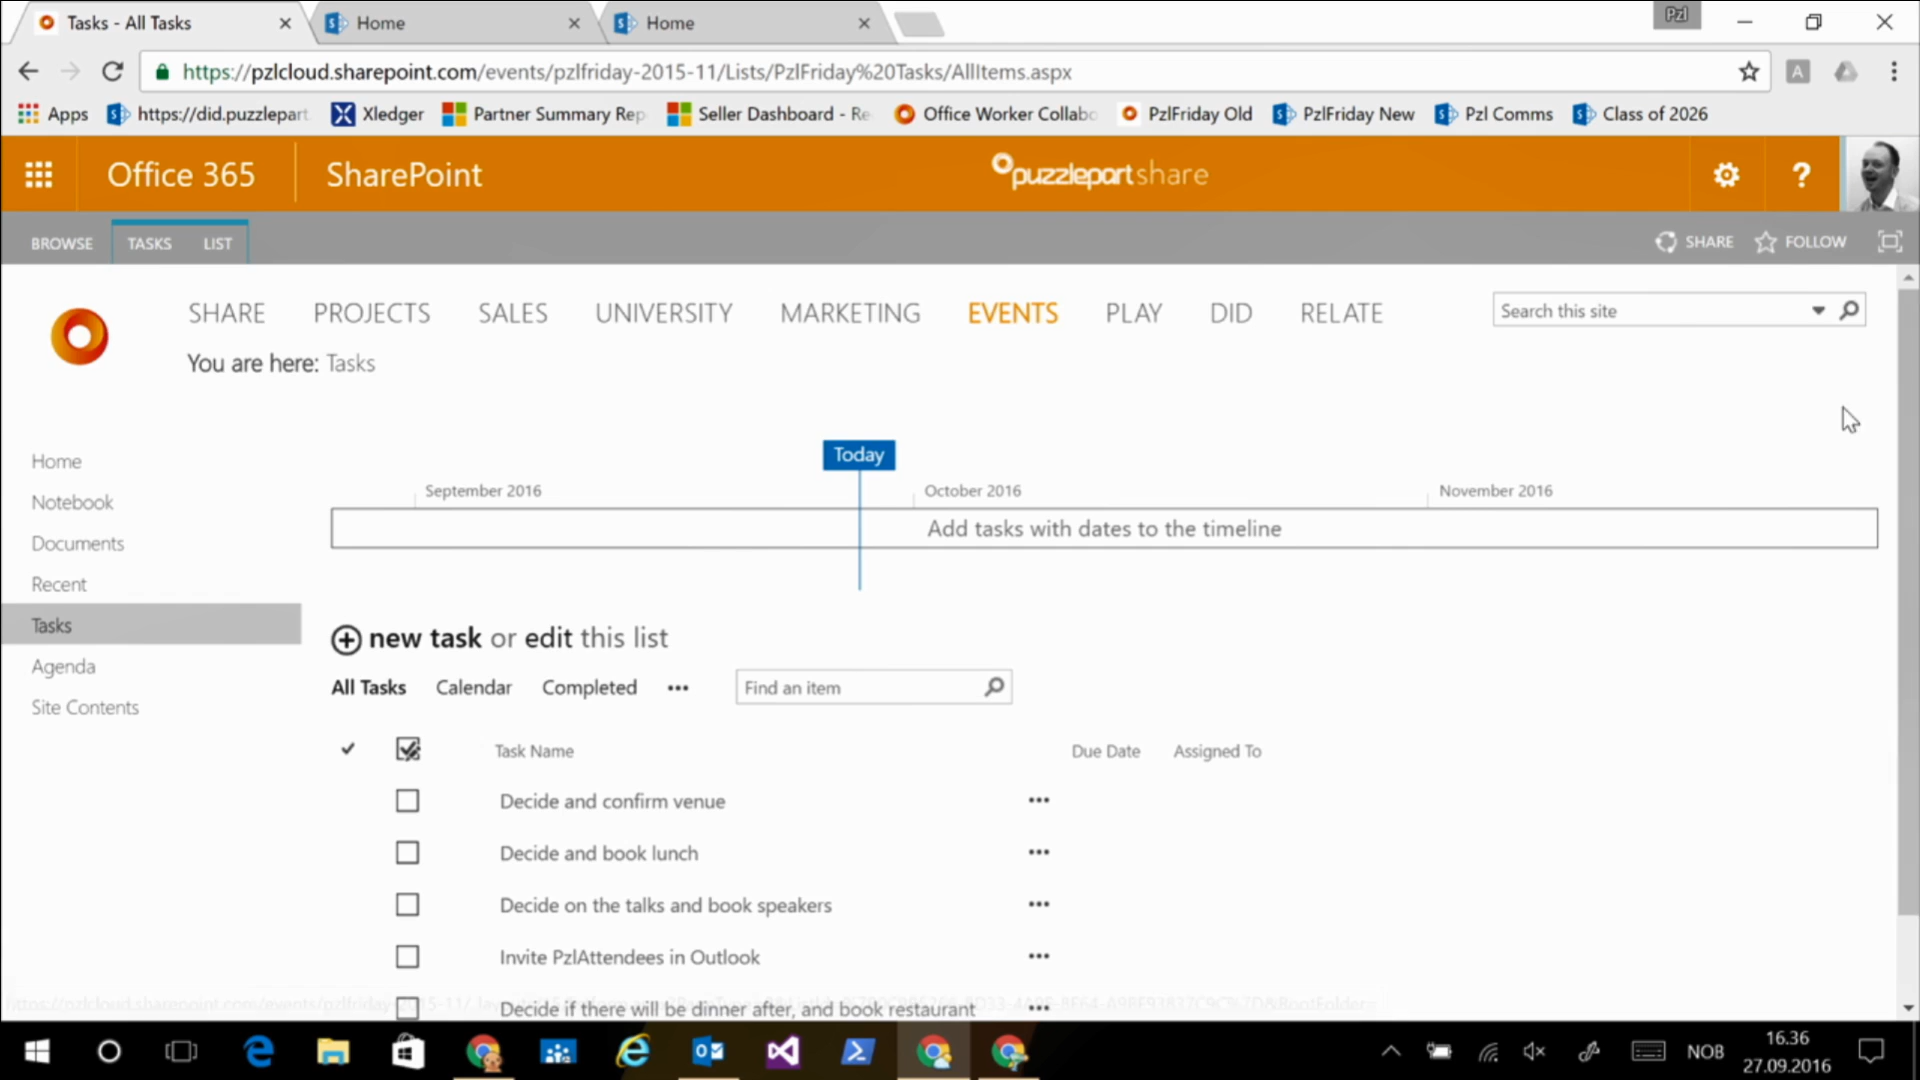 Tasks - All Tasks
Home
Home
Pzl
https://pzlcloud.sharepoint.com/events/pzlfriday-2015-11/Lists/PzlFriday%20Tasks/AllItems.aspx
A
Apps
https://did.puzzlepart
Xledger
Partner Summary Rep
Seller Dashboard - Re
Office Worker Collabo
PzlFriday Old
PzlFriday New
Pzl Comms
Class of 2026
Office 365
SharePoint
puzzlepart share
?
BROWSE
TASKS
LIST
SHARE
FOLLOW
SHARE
PROJECTS
SALES
UNIVERSITY
MARKETING
EVENTS
PLAY
DID
RELATE
Search this site
You are here: Tasks
Home
Notebook
Documents
Recent
Tasks
Agenda
Site Contents
Today
September 2016
October 2016
November 2016
Add tasks with dates to the timeline
new task or edit this list
All Tasks
Calendar
Completed
...
Find an item
Task Name
Due Date
Assigned To
Decide and confirm venue
...
Decide and book lunch
...
Decide on the talks and book speakers
...
Invite PzlAttendees in Outlook
...
Decide if there will be dinner after, and book restaurant
...
NOB
16.36
27.09.2016